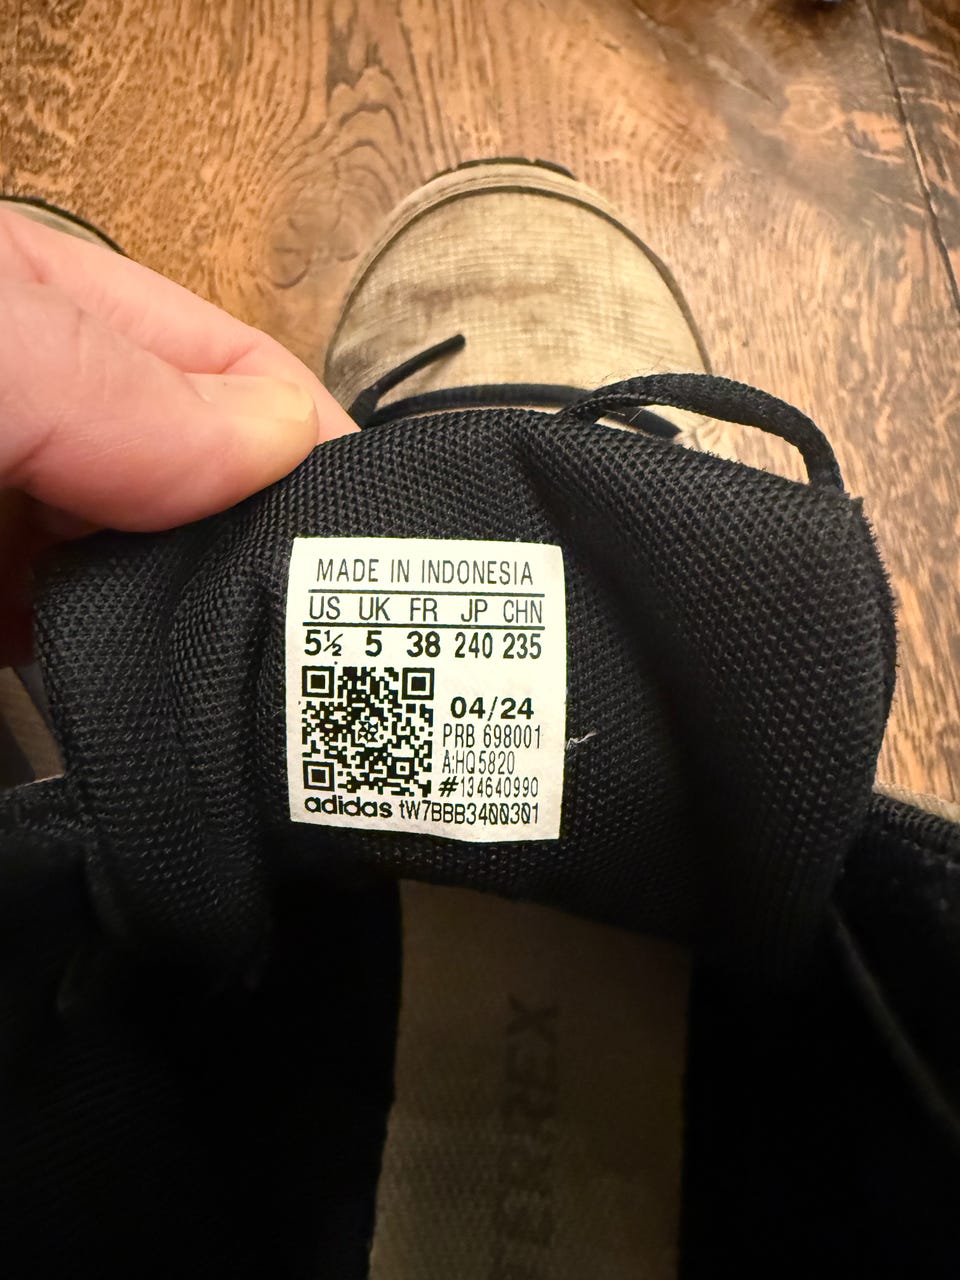 MADE IN INDONESIA
US UK FR JP CHN
5½ 5 38 240 235
04/24
PRB 698001
A:HQ5820
#134640990
adidas tW7BBB3400301